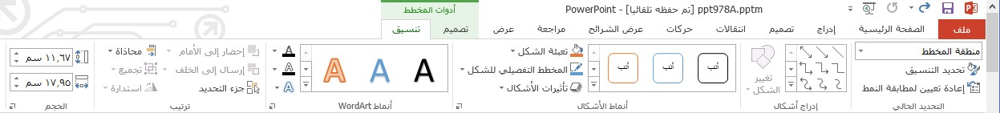 ppt978A.pptm [تم حفظه تلقائيا] - PowerPoint
أدوات المخطط
ملف
الصفحة الرئيسية
إدراج
تصميم
انتقالات
حركات
عرض الشرائح
مراجعة
عرض
تصميم
تنسيق
منطقة المخطط
تحديد التنسيق
إعادة تعيين لمطابقة النمط
التحديد الحالي
تغيير
الشكل
إدراج أشكال
أنب
أنب
أنب
تعبئة الشكل
المخطط التفصيلي للشكل
تأثيرات الأشكال
أنماط الأشكال
A
A
A
A
A
A
أنماط WordArt
إحضار إلى الأمام
إرسال إلى الخلف
جزء التحديد
محاذاة
تجميع
استدارة
ترتيب
١١,٦٧ سم
١٧,٩٥ سم
الحجم